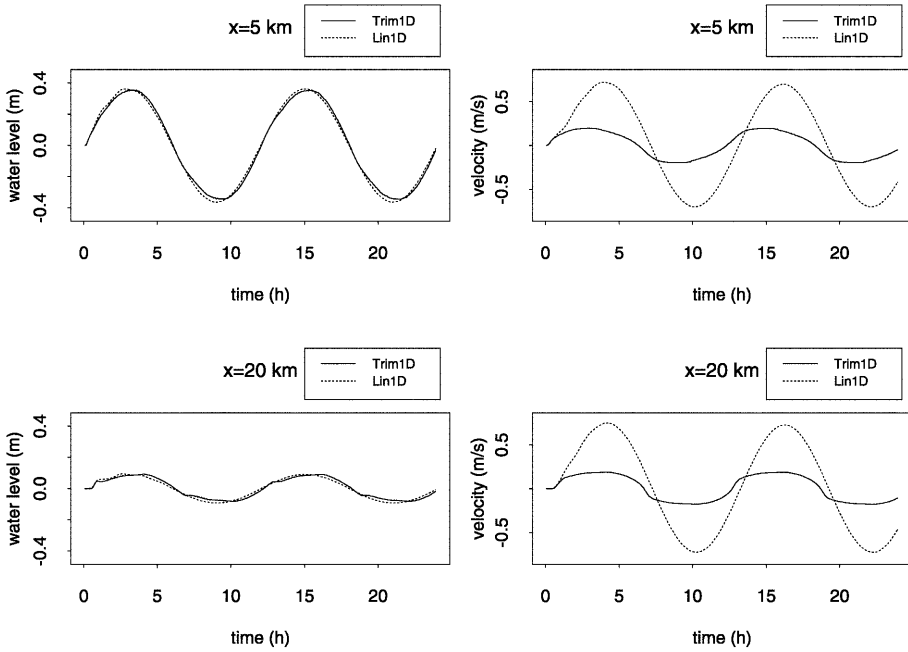 x=5 km
Trim1D
Lin1D
water level (m)
0.4
0.0
-0.4
0 5 10 15 20
time (h)
x=5 km
Trim1D
Lin1D
velocity (m/s)
0.5
-0.5
0 5 10 15 20
time (h)
x=20 km
Trim1D
Lin1D
water level (m)
0.4
0.0
-0.4
0 5 10 15 20
time (h)
x=20 km
Trim1D
Lin1D
velocity (m/s)
0.5
-0.5
0 5 10 15 20
time (h)